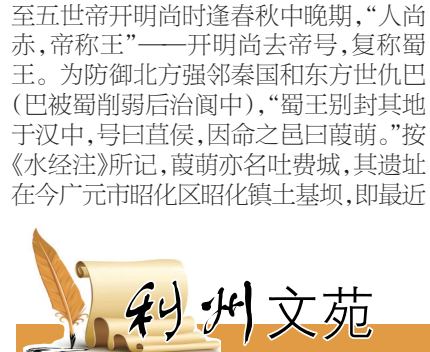 至五世帝开明尚时逢春秋中晚期，“人尚
赤，帝称王”——开明尚去帝号，复称蜀
王。为防御北方强邻秦国和东方世仇巴
(巴被蜀削弱后治阆中)，“蜀王别封其地
于汉中，号曰苴侯，因命之邑曰葭萌。”按
《水经注》所记，葭萌亦名吐费城，其遗址
在今广元市昭化区昭化镇土基坝，即最近
利州文苑